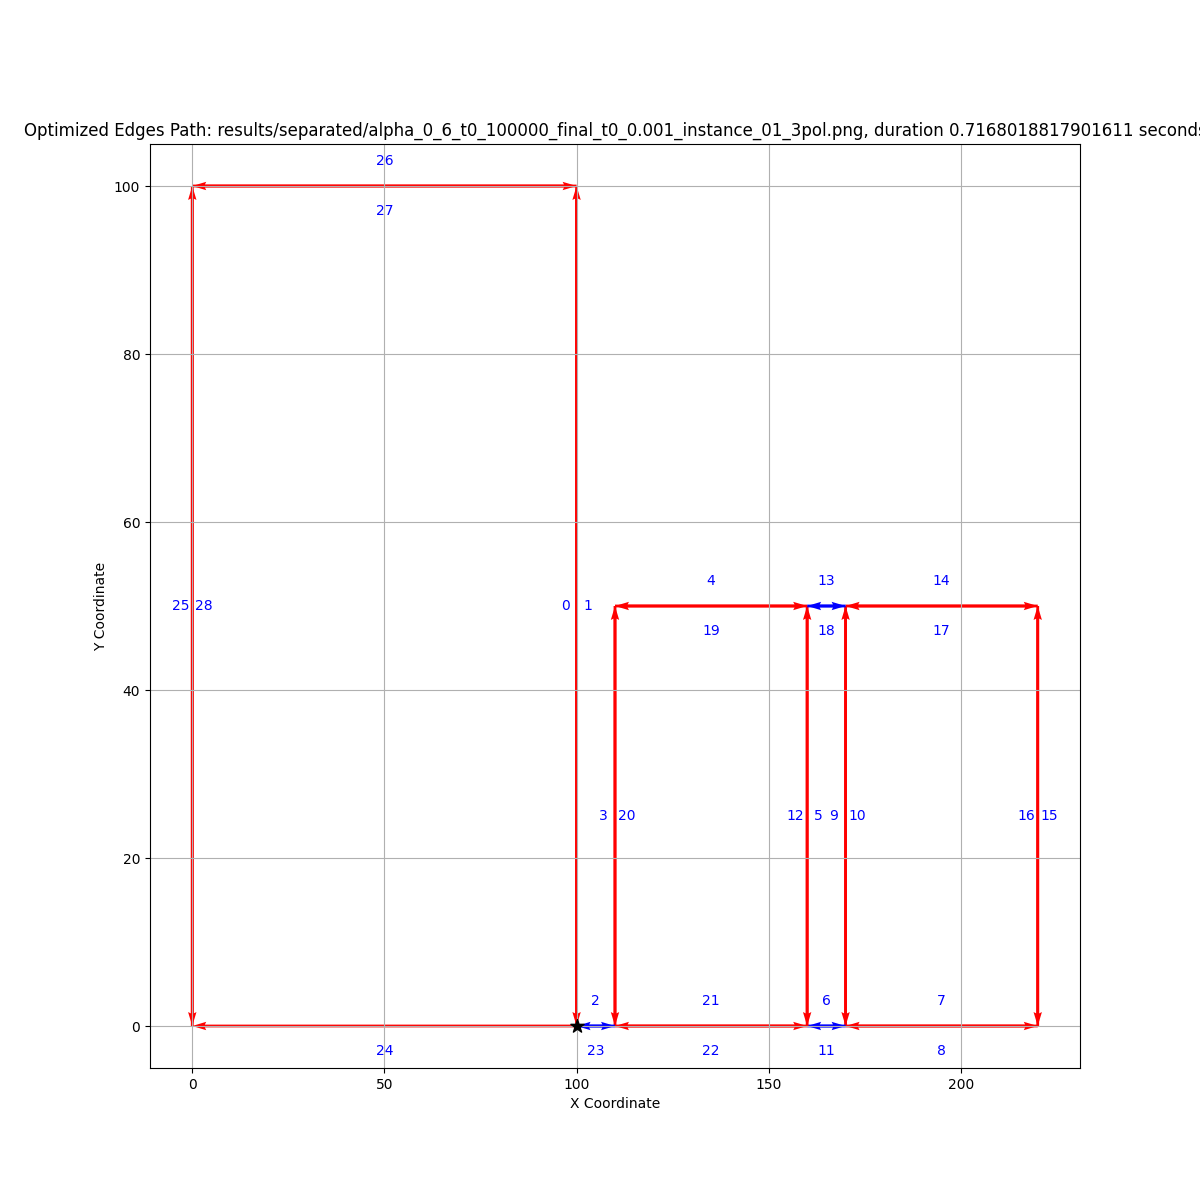 Optimized Edges Path: results/separated/alpha_0_6_t0_100000_final_t0_0.001_instance_01_3pol.png, duration 0.7168018817901611 seconds
26
100
27
80
60
Y Coordinate
4 13 14
25 28 0 1
19 18 17
40
3 20 12 5 9 10 16 15
20
2 21 6 7
0
24 23 22 11 8
0 50 100 150 200
X Coordinate